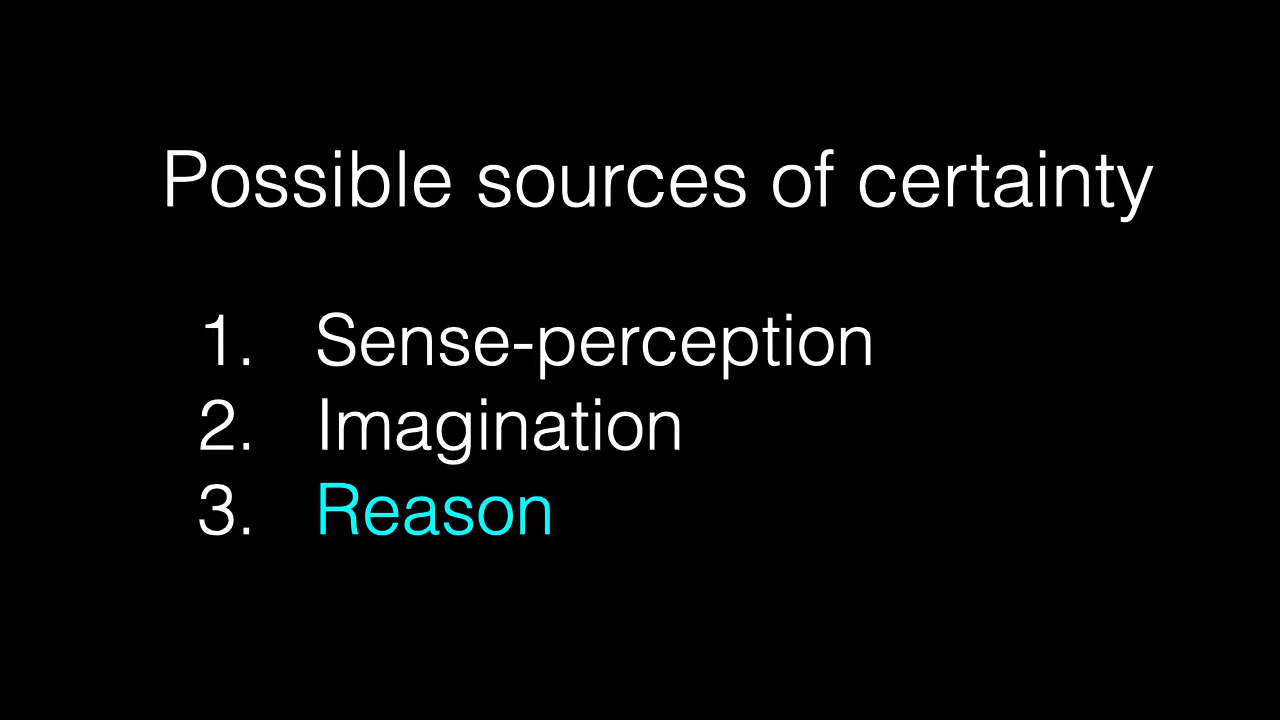 Possible sources of certainty
1. Sense-perception
2. Imagination
3. Reason